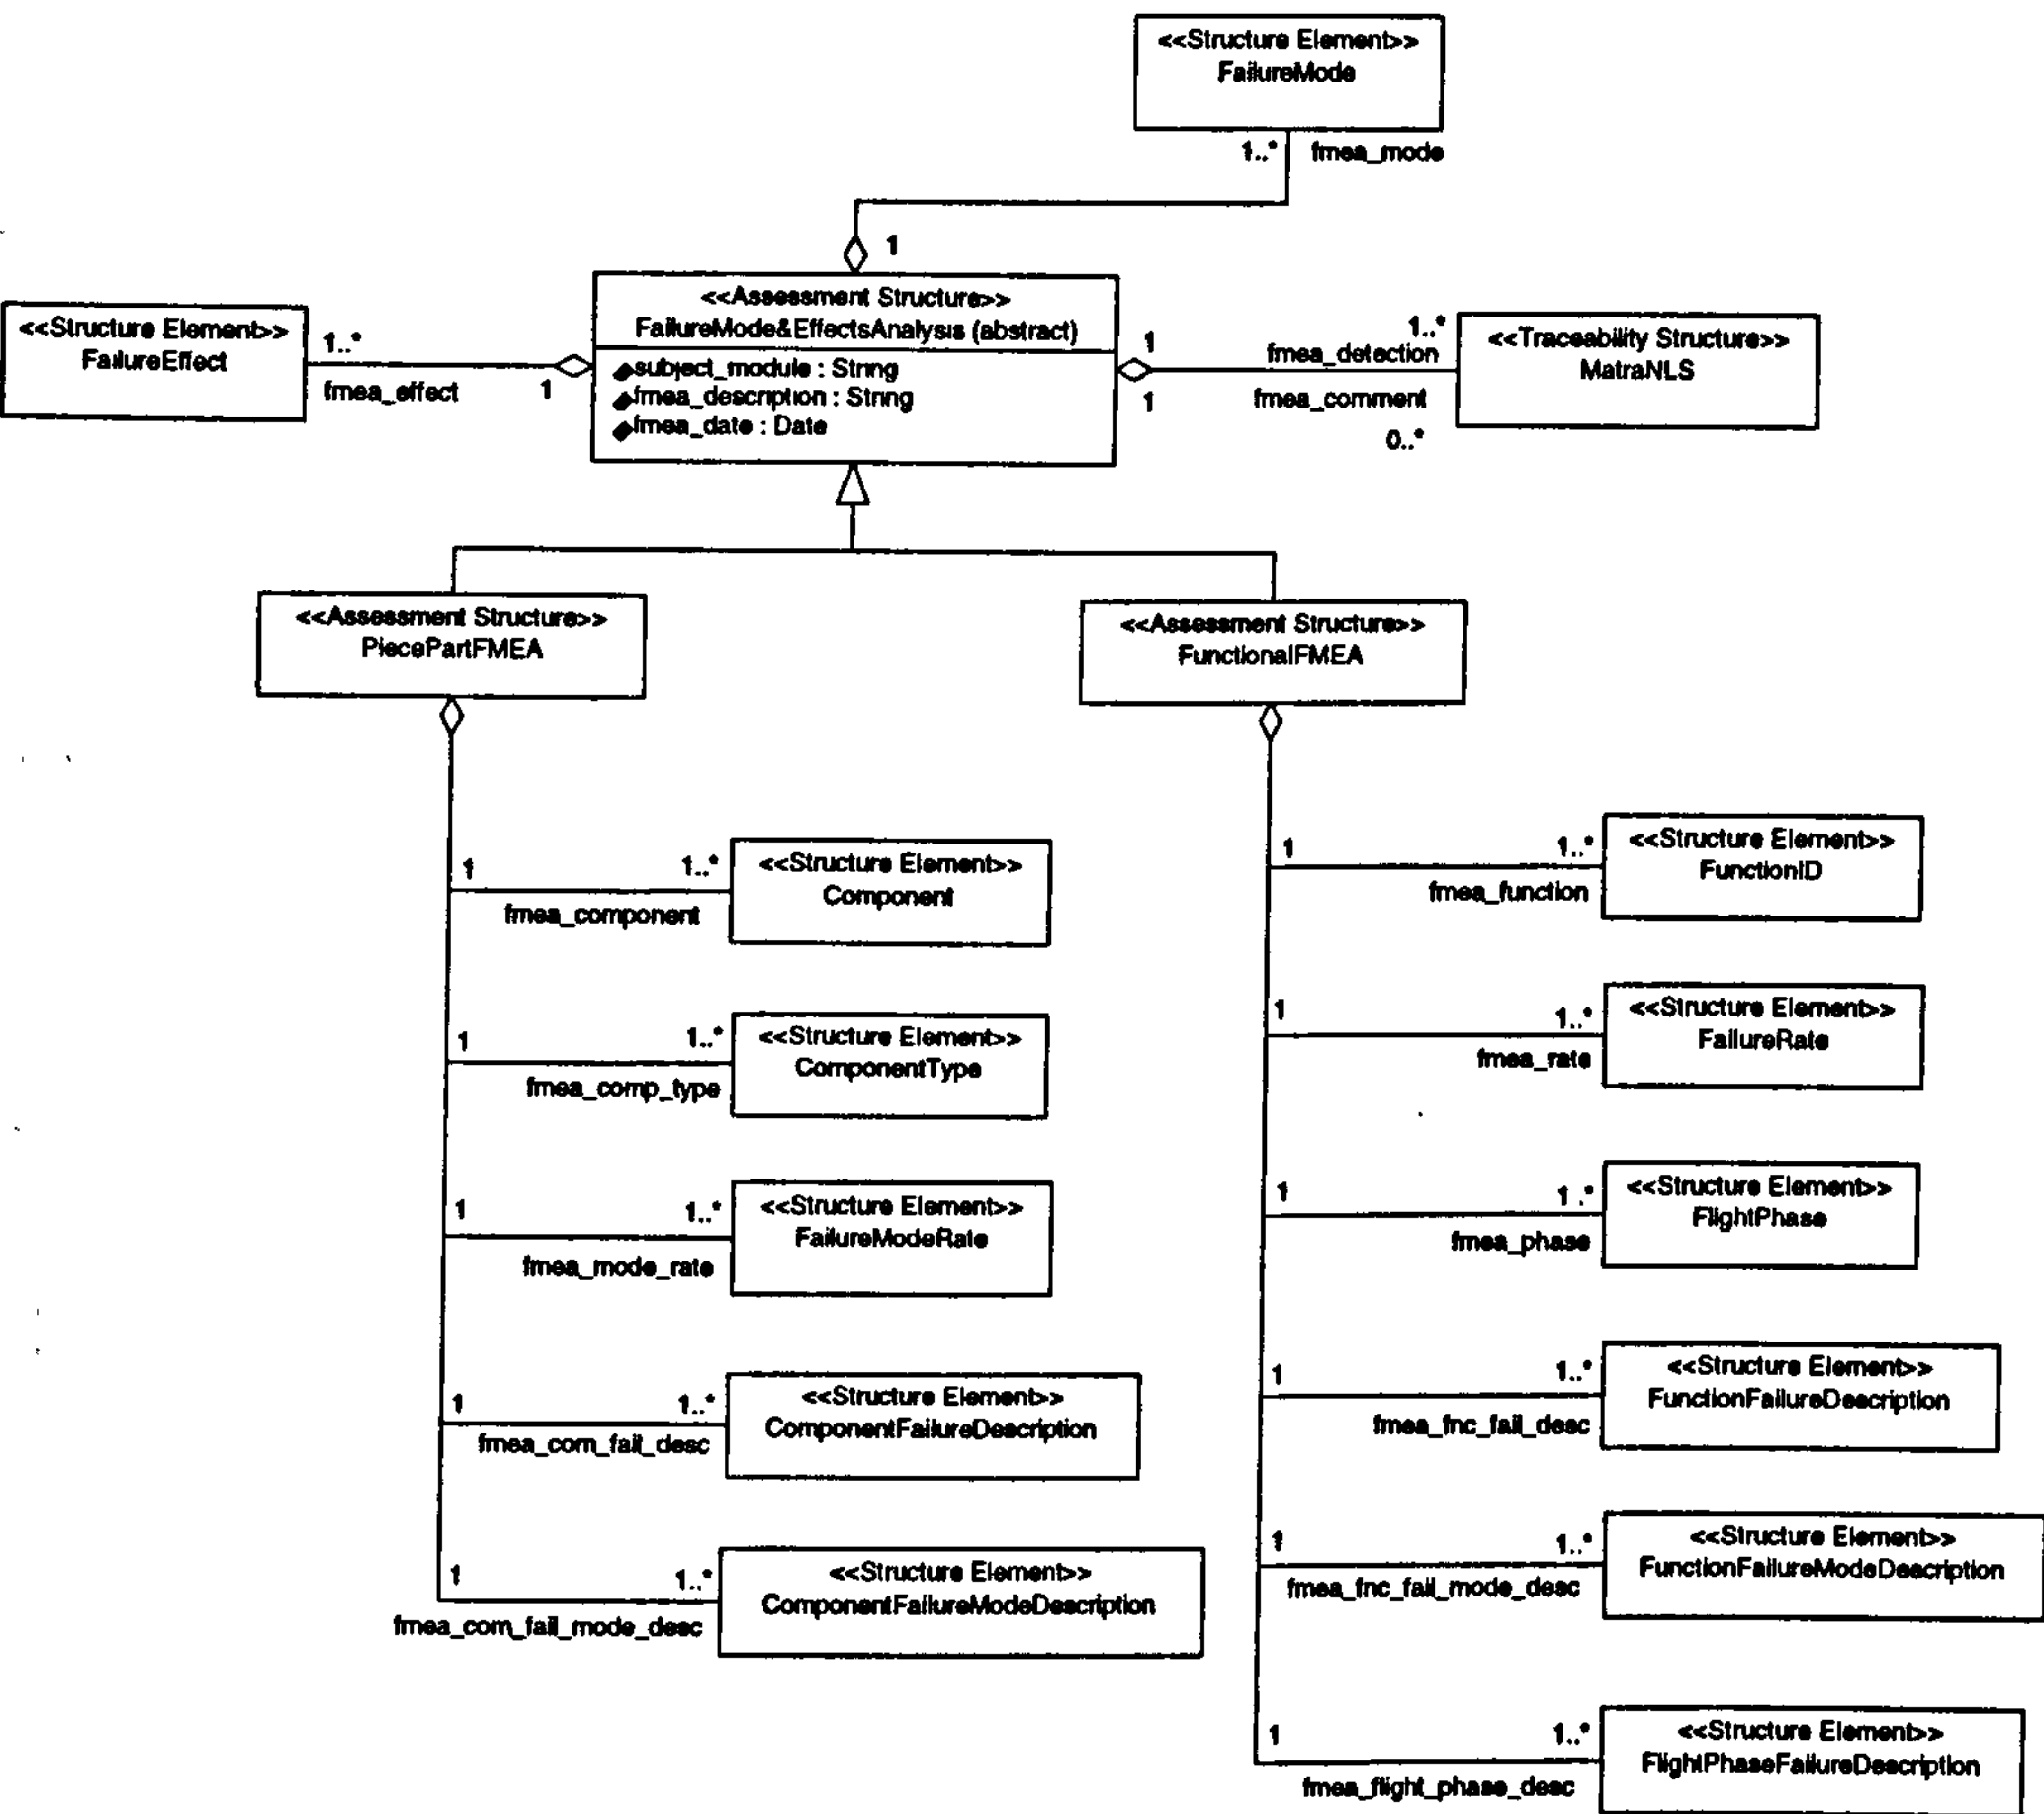 <<Structure Element>>
FailureMode
1..*
fmea_mode
1
<<Assessment Structure>>
FailureMode&EffectsAnalysis (abstract)
subject_module : String
fmea_description : String
fmea_date : Date
<<Structure Element>>
FailureEffect
1..*
fmea_effect
1
1
1..*
fmea_detection
1
fmea_comment
0..*
<<Traceability Structure>>
MatraNLS
<<Assessment Structure>>
PiecePartFMEA
<<Assessment Structure>>
FunctionalFMEA
1
1..*
fmea_component
<<Structure Element>>
Component
1
1..*
fmea_comp_type
<<Structure Element>>
ComponentType
1
1..*
fmea_mode_rate
<<Structure Element>>
FailureModeRate
1
1..*
fmea_com_fail_desc
<<Structure Element>>
ComponentFailureDescription
1
1..*
fmea_com_fail_mode_desc
<<Structure Element>>
ComponentFailureModeDescription
1
1..*
fmea_function
<<Structure Element>>
FunctionID
1
1..*
fmea_rate
<<Structure Element>>
FailureRate
1
1..*
fmea_phase
<<Structure Element>>
FlightPhase
1
1..*
fmea_fnc_fail_desc
<<Structure Element>>
FunctionFailureDescription
1
1..*
fmea_fnc_fail_mode_desc
<<Structure Element>>
FunctionFailureModeDescription
1
1..*
fmea_flight_phase_desc
<<Structure Element>>
FlightPhaseFailureDescription